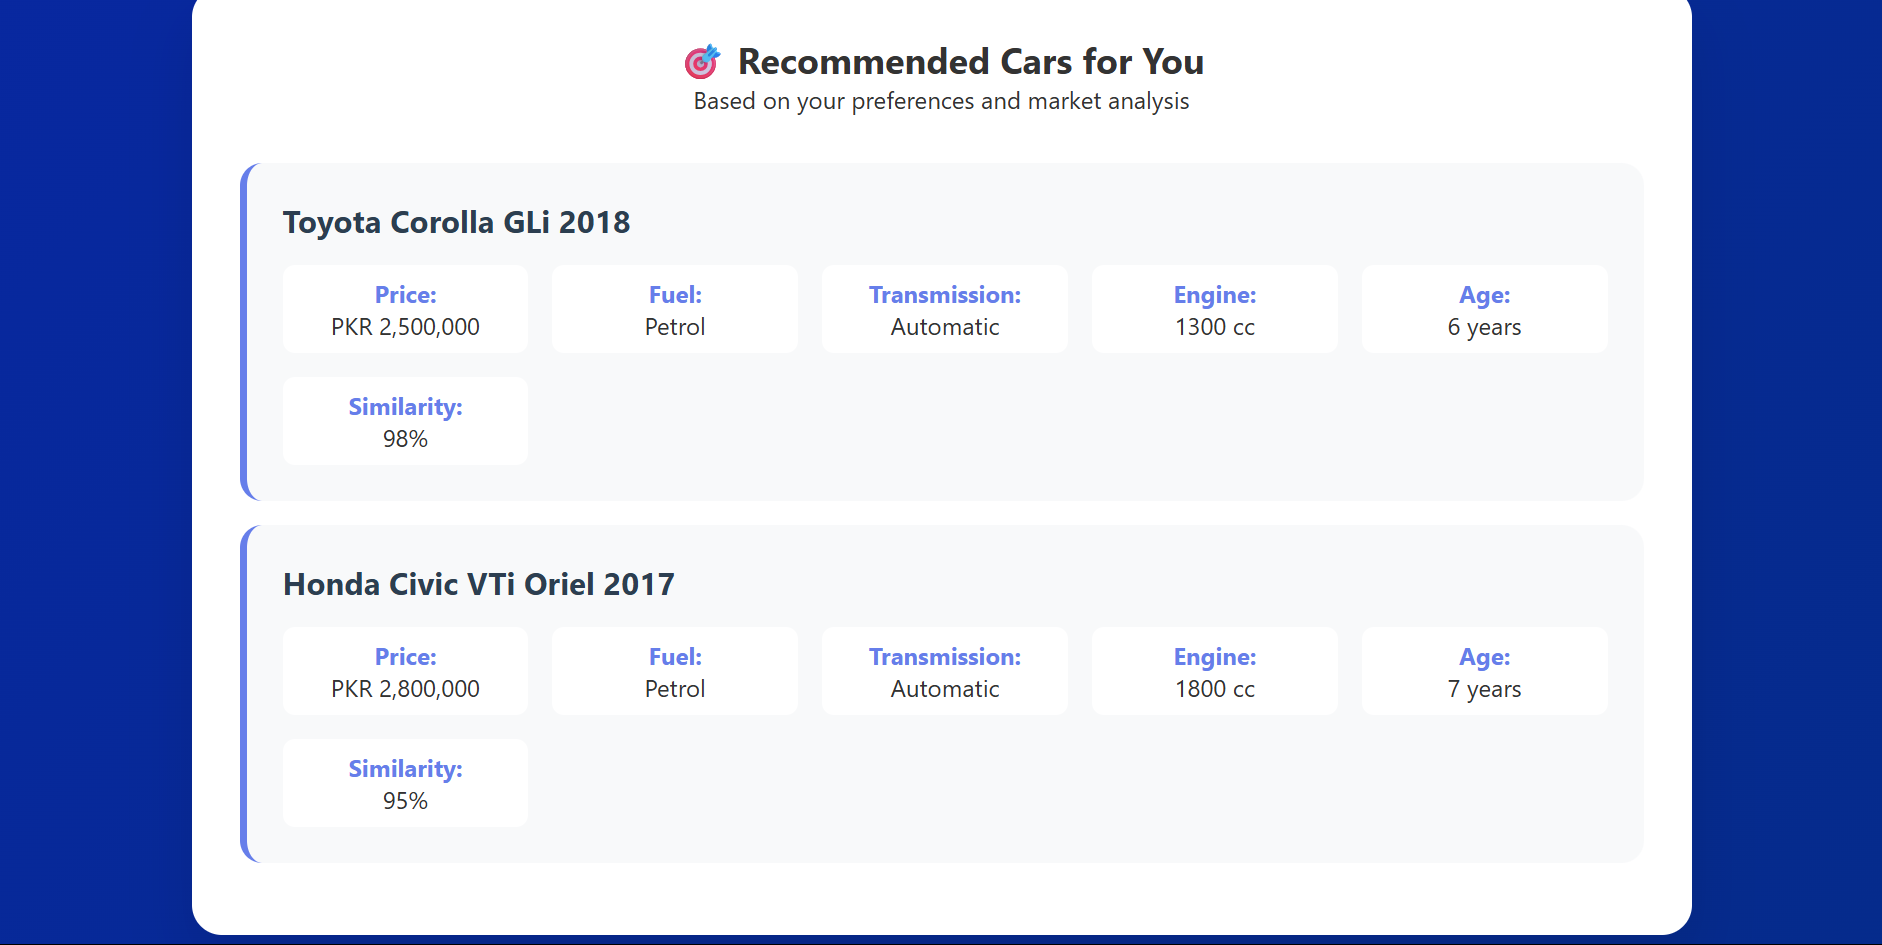 Recommended Cars for You
Based on your preferences and market analysis
Toyota Corolla GLi 2018
Price:
PKR 2,500,000
Fuel:
Petrol
Transmission:
Automatic
Engine:
1300 cc
Age:
6 years
Similarity:
98%
Honda Civic VTi Oriel 2017
Price:
PKR 2,800,000
Fuel:
Petrol
Transmission:
Automatic
Engine:
1800 cc
Age:
7 years
Similarity:
95%